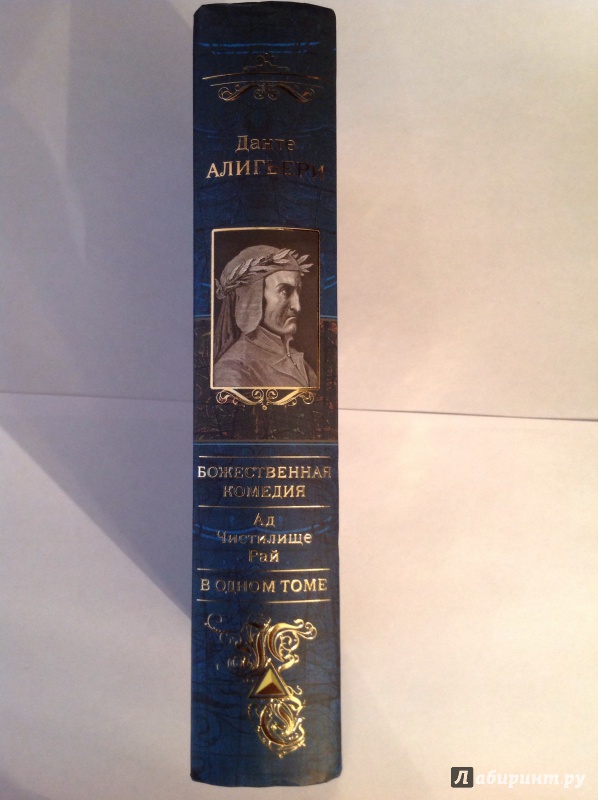 Данте
АЛИГЬЕРИ
БОЖЕСТВЕННАЯ
КОМЕДИЯ
Ад
Чистилище
Рай
В ОДНОМ ТОМЕ
Лабиринт.ру